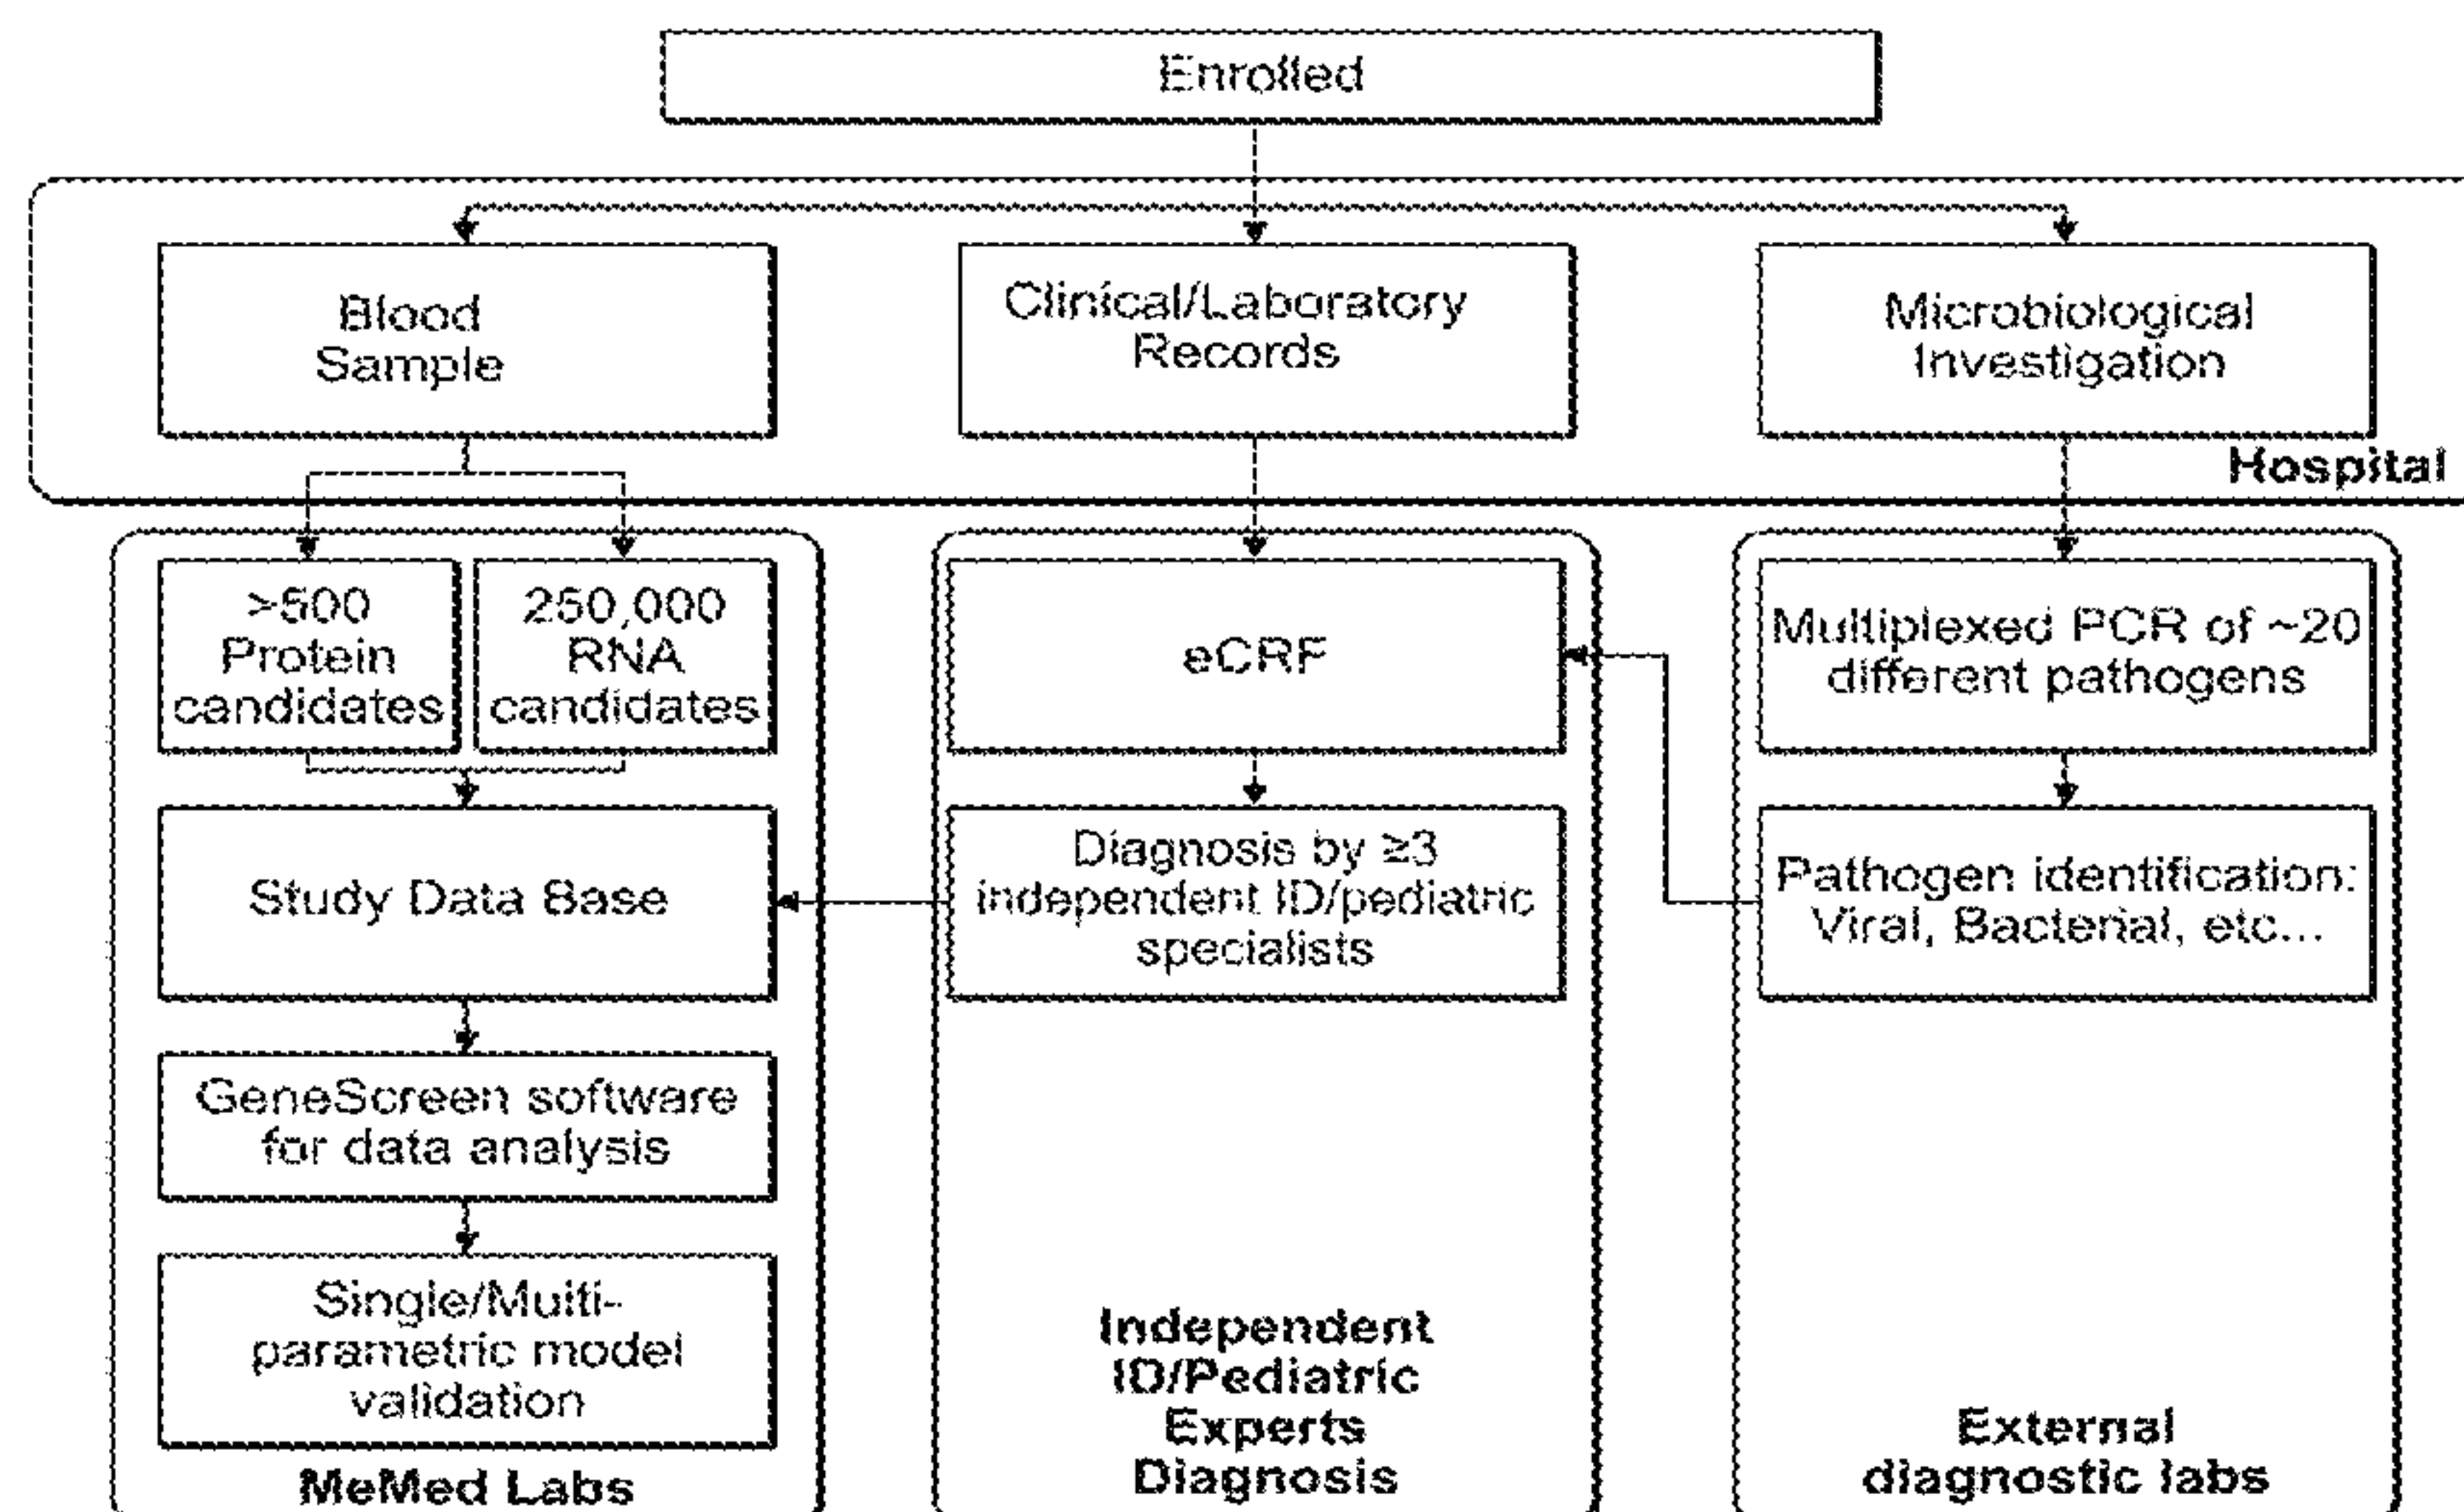 Enrolled
Blood
Sample
Clinical/Laboratory
Records
Microbiological
Investigation
Hospital
>500
Protein
candidates
250,000
RNA
candidates
eCRF
Multiplexed PCR of ~20
different pathogens
Study Data Base
Diagnosis by ≥3
independent ID/pediatric
specialists
Pathogen identification:
Viral, Bacterial, etc...
GeneScreen software
for data analysis
Single/Multi-
parametric model
validation
MeMed Labs
Independent
ID/Pediatric
Experts
Diagnosis
External
diagnostic labs